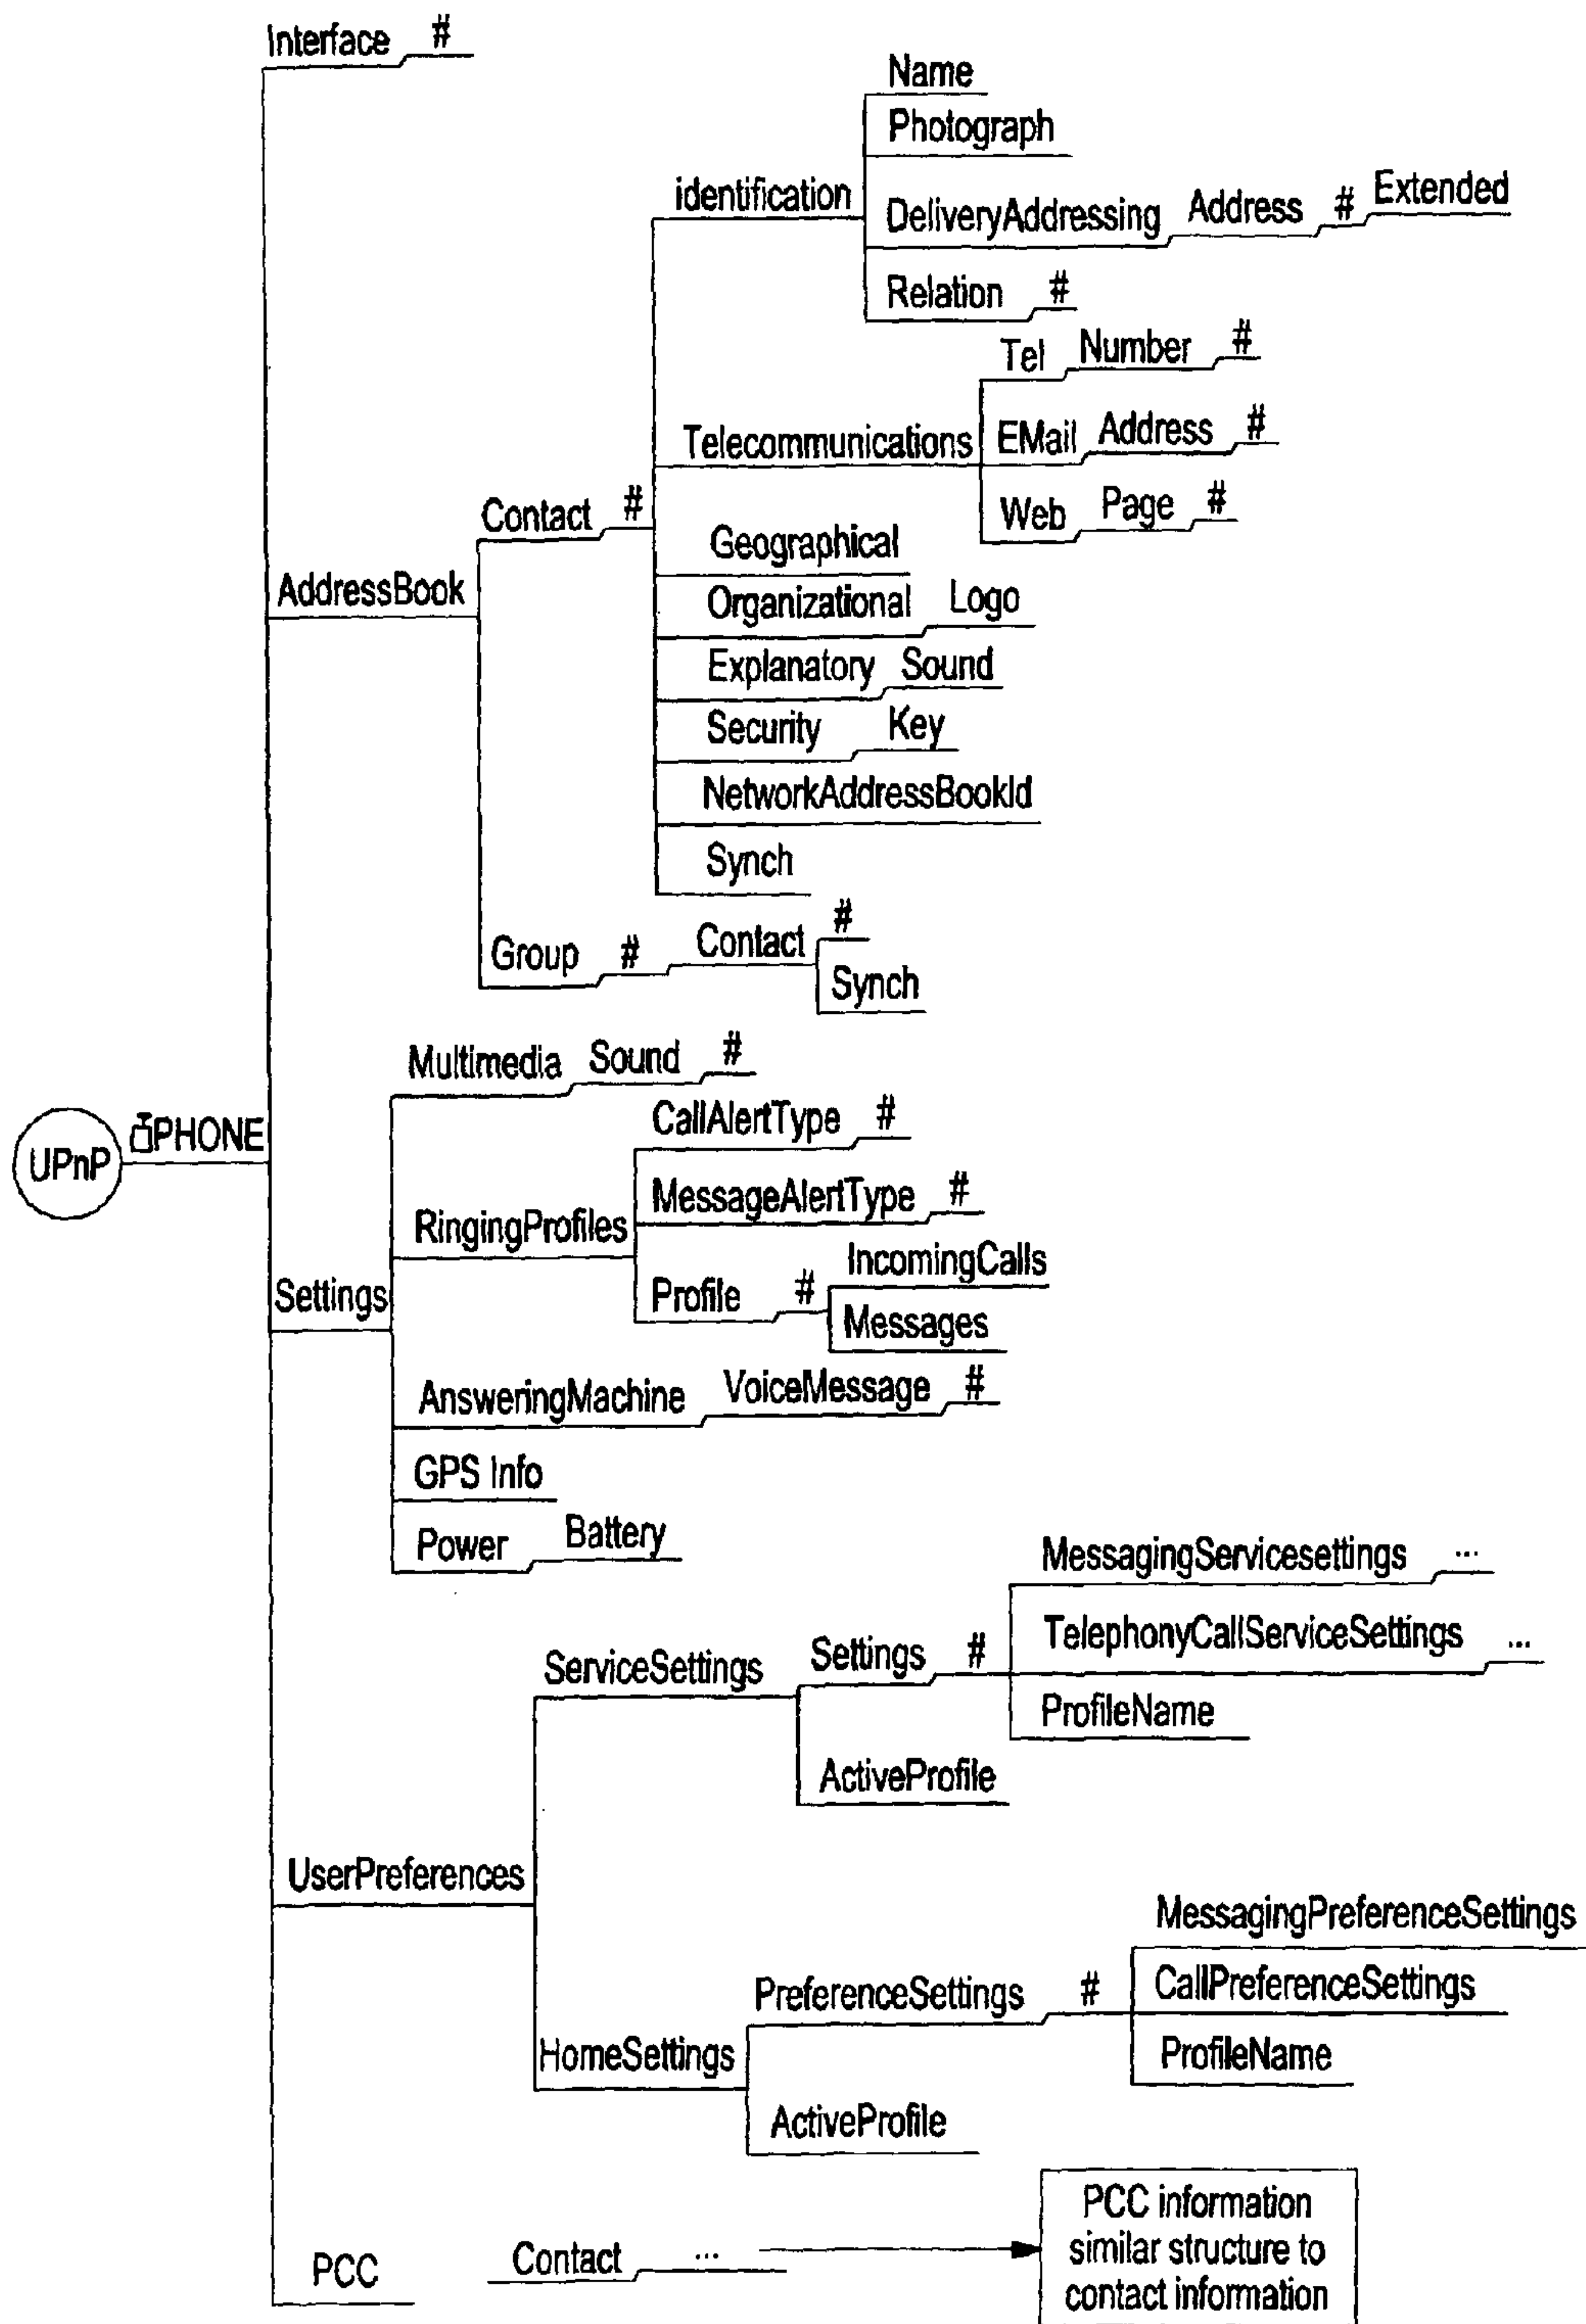 Interface #
Name
Photograph
identification
DeliveryAddressing Address # Extended
Relation #
Tel Number #
Telecommunications
EMail Address #
Web Page #
Contact #
Geographical
AddressBook
Organizational Logo
Explanatory Sound
Security Key
NetworkAddressBookId
Synch
Group # Contact #
Synch
Multimedia Sound #
CallAlertType #
UPnP PHONE
MessageAlertType #
RingingProfiles
IncomingCalls
Profile #
Messages
Settings
AnsweringMachine VoiceMessage #
GPS Info
Power Battery
MessagingServicesettings ...
TelephonyCallServiceSettings ...
ServiceSettings Settings #
ProfileName
ActiveProfile
UserPreferences
MessagingPreferenceSettings
PreferenceSettings #
CallPreferenceSettings
HomeSettings
ProfileName
ActiveProfile
PCC Contact ...
PCC information
similar structure to
contact information